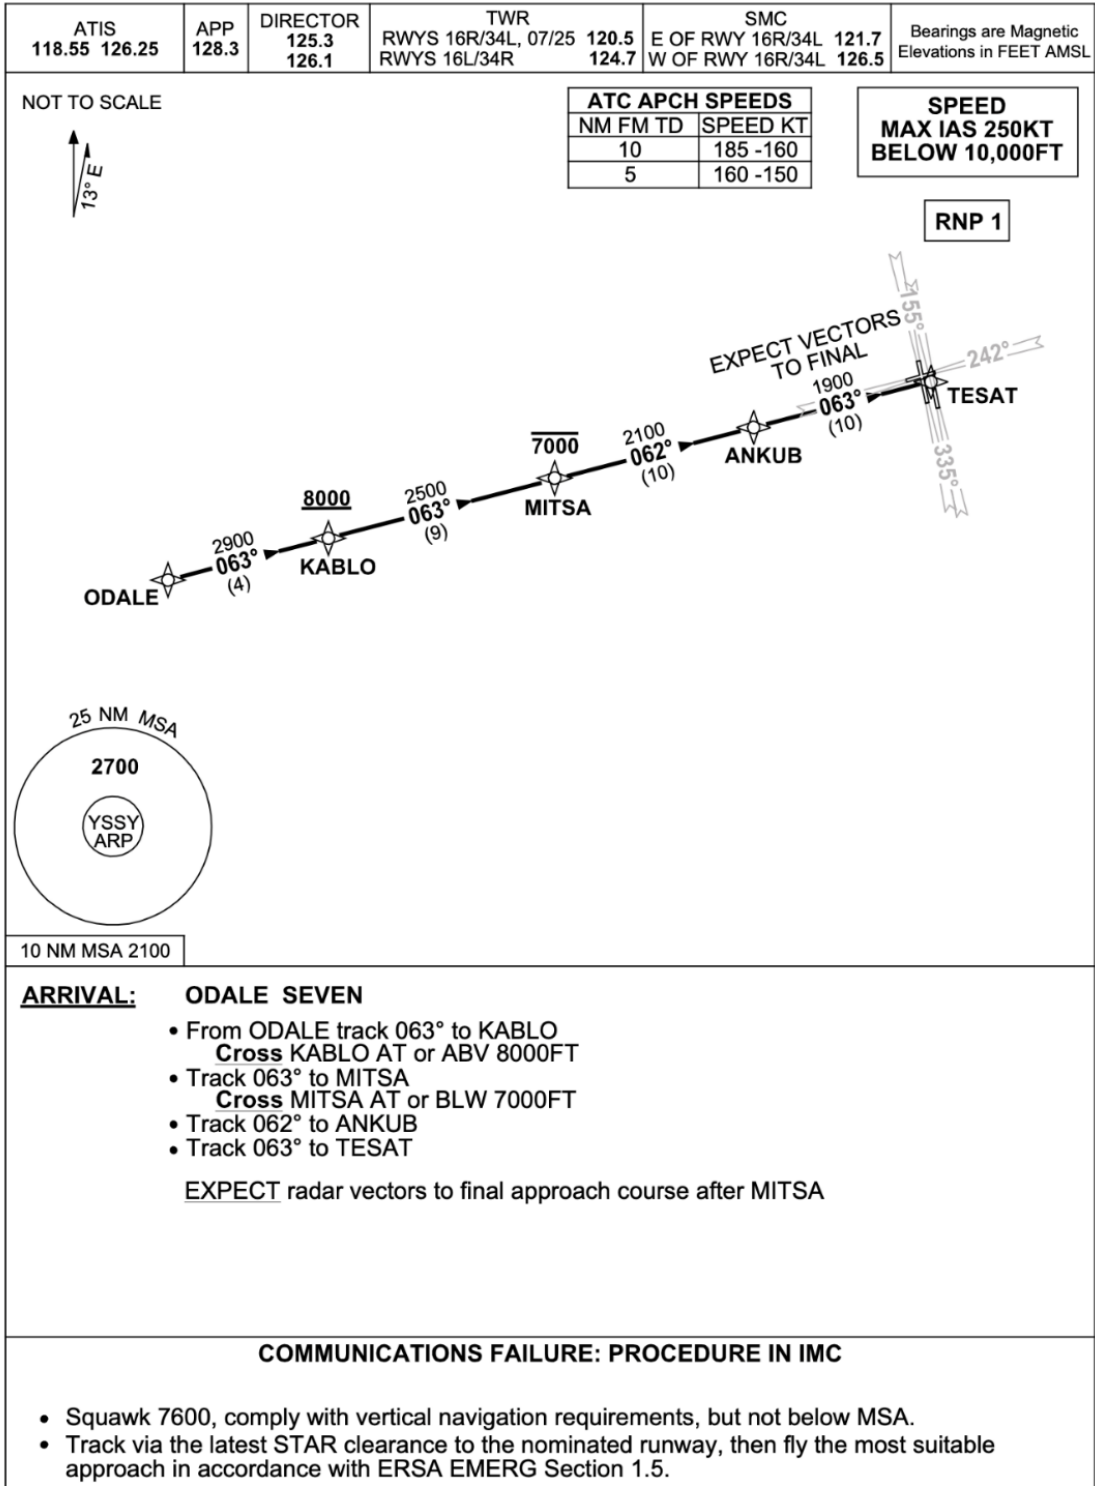 ATIS
118.55 126.25
APP
128.3
DIRECTOR
125.3
126.1
TWR
RWYS 16R/34L, 07/25 120.5
RWYS 16L/34R 124.7
SMC
E OF RWY 16R/34L 121.7
W OF RWY 16R/34L 126.5
Bearings are Magnetic
Elevations in FEET AMSL
NOT TO SCALE
13° E
ATC APCH SPEEDS
NM FM TD SPEED KT
10 185 -160
5 160 -150
SPEED
MAX IAS 250KT
BELOW 10,000FT
RNP 1
155°
242°
335°
EXPECT VECTORS
TO FINAL
1900
063°
(10)
TESAT
2100
062°
(10)
ANKUB
7000
MITSA
2500
063°
(9)
8000
KABLO
2900
063°
(4)
ODALE
25 NM MSA
2700
YSSY
ARP
10 NM MSA 2100
ARRIVAL: ODALE SEVEN
• From ODALE track 063° to KABLO
Cross KABLO AT or ABV 8000FT
• Track 063° to MITSA
Cross MITSA AT or BLW 7000FT
• Track 062° to ANKUB
• Track 063° to TESAT
EXPECT radar vectors to final approach course after MITSA
COMMUNICATIONS FAILURE: PROCEDURE IN IMC
• Squawk 7600, comply with vertical navigation requirements, but not below MSA.
• Track via the latest STAR clearance to the nominated runway, then fly the most suitable
approach in accordance with ERSA EMERG Section 1.5.